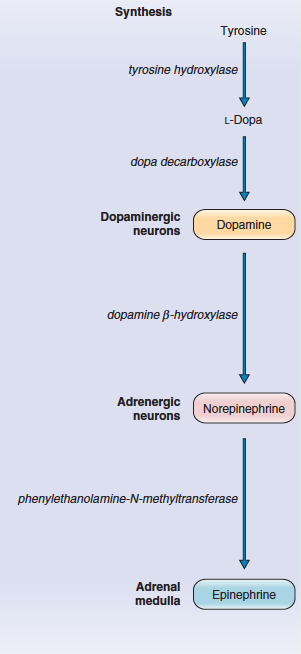 Synthesis
Tyrosine
tyrosine hydroxylase
L-Dopa
dopa decarboxylase
Dopaminergic
neurons
Dopamine
dopamine β-hydroxylase
Adrenergic
neurons
Norepinephrine
phenylethanolamine-N-methyltransferase
Adrenal
medulla
Epinephrine